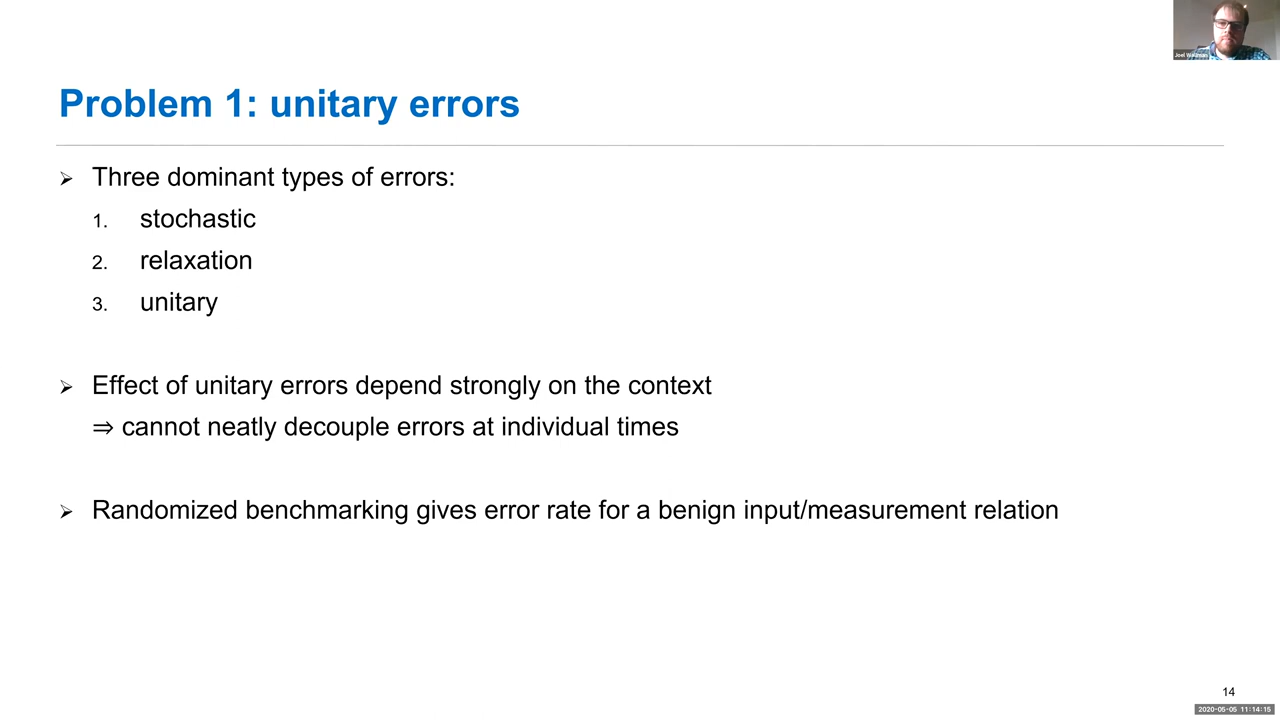 Joel Wallman
Problem 1: unitary errors
➢ Three dominant types of errors:
1. stochastic
2. relaxation
3. unitary
➢ Effect of unitary errors depend strongly on the context
⇒ cannot neatly decouple errors at individual times
➢ Randomized benchmarking gives error rate for a benign input/measurement relation
14
2020-05-05 11:14:15